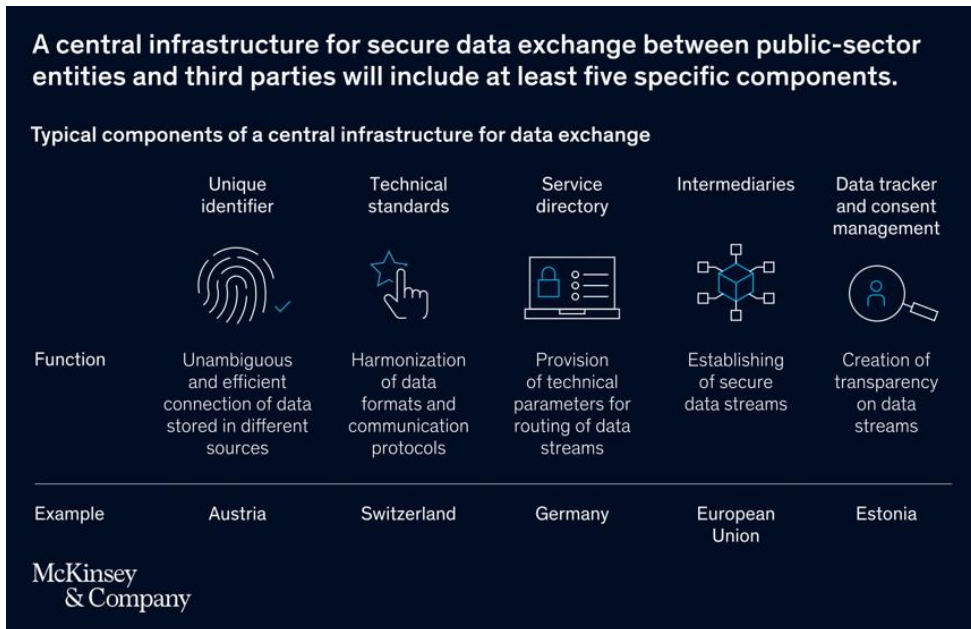 A central infrastructure for secure data exchange between public-sector
entities and third parties will include at least five specific components.
Typical components of a central infrastructure for data exchange
Unique
identifier
Technical
standards
Service
directory
Intermediaries
Data tracker
and consent
management
Function
Unambiguous
and efficient
connection of data
stored in different
sources
Harmonization
of data
formats and
communication
protocols
Provision
of technical
parameters for
routing of data
streams
Establishing
of secure
data streams
Creation of
transparency
on data
streams
Example
Austria
Switzerland
Germany
European
Union
Estonia
McKinsey
& Company